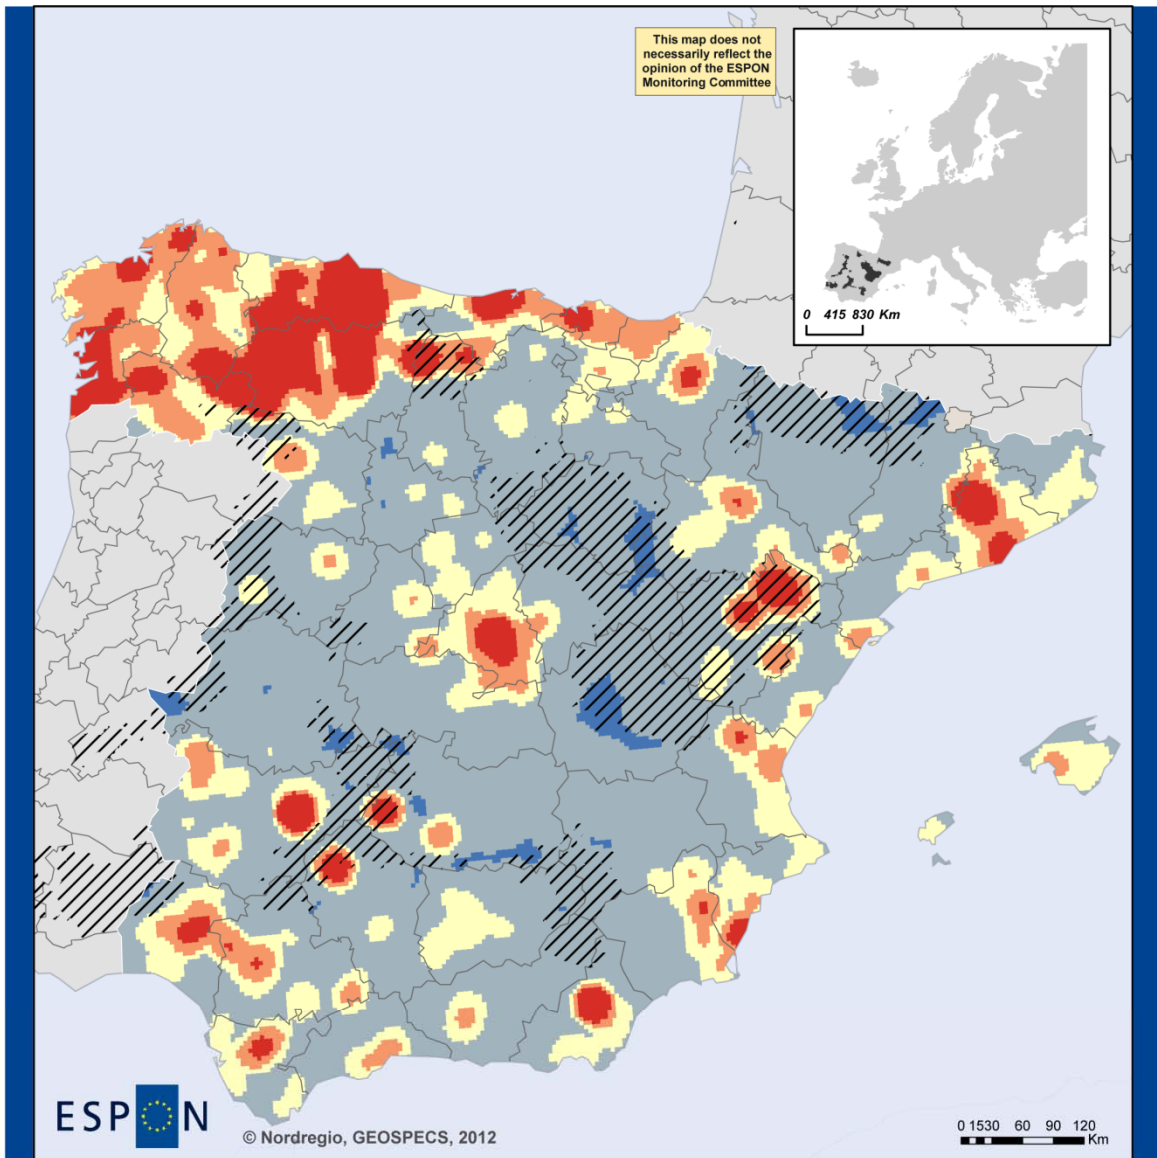 This map does not
necessarily reflect the
opinion of the ESPON
Monitoring Committee
0 415 830 Km
ESPON
© Nordregio, GEOSPECS, 2012
0 1530 60 90 120
Km